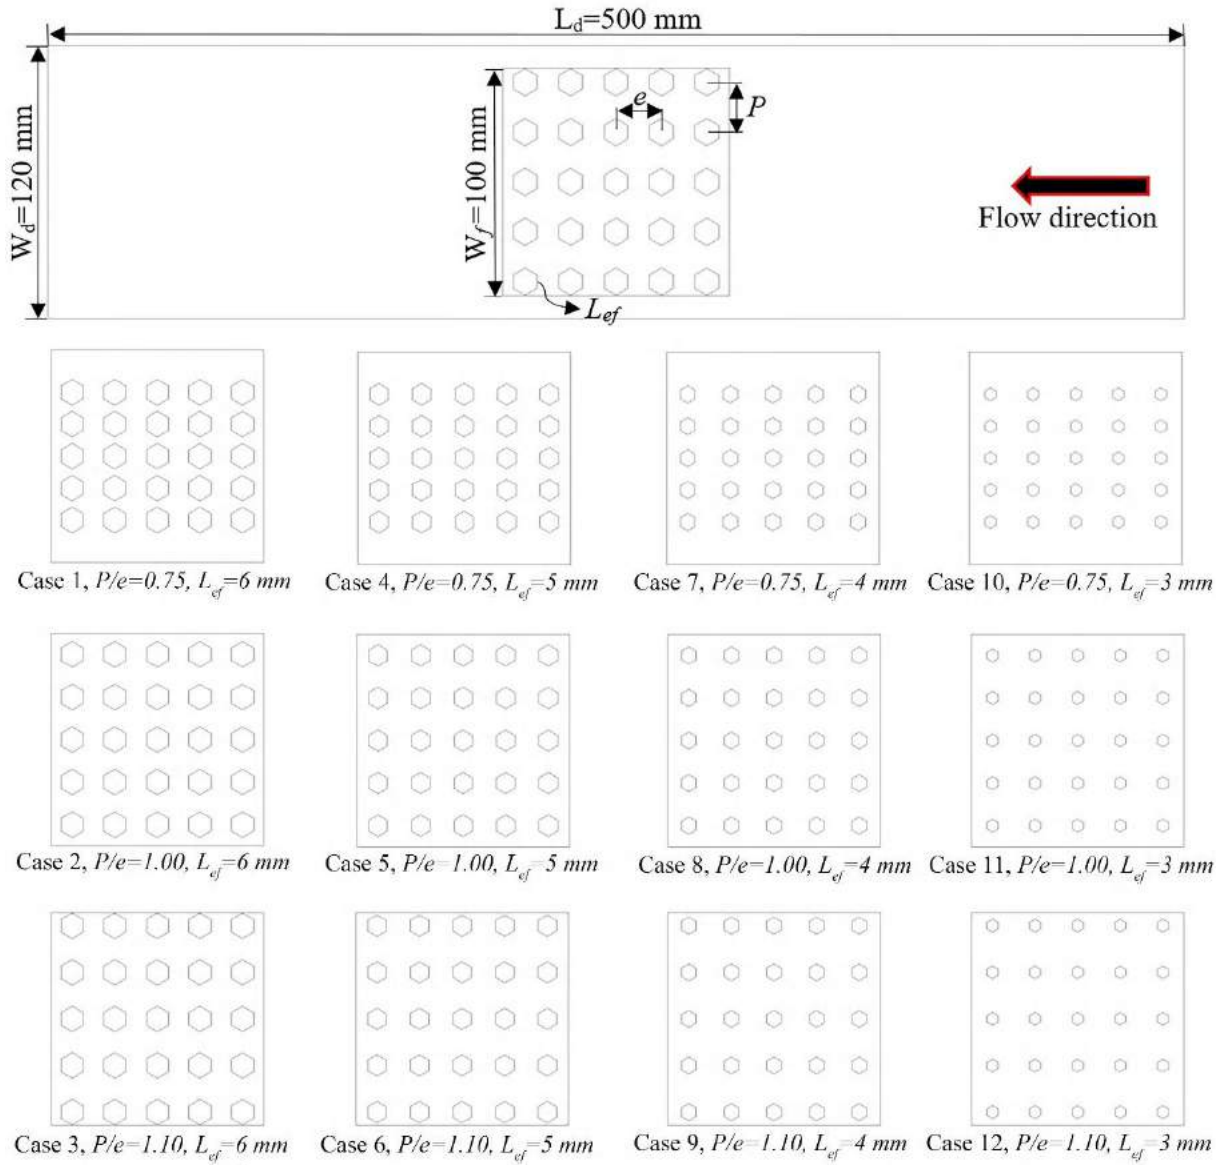 L_d=500 mm
W_d=120 mm
W_f=100 mm
e
P
Flow direction
L_ef
Case 1, P/e=0.75, L_ef=6 mm
Case 4, P/e=0.75, L_ef=5 mm
Case 7, P/e=0.75, L_ef=4 mm
Case 10, P/e=0.75, L_ef=3 mm
Case 2, P/e=1.00, L_ef=6 mm
Case 5, P/e=1.00, L_ef=5 mm
Case 8, P/e=1.00, L_ef=4 mm
Case 11, P/e=1.00, L_ef=3 mm
Case 3, P/e=1.10, L_ef=6 mm
Case 6, P/e=1.10, L_ef=5 mm
Case 9, P/e=1.10, L_ef=4 mm
Case 12, P/e=1.10, L_ef=3 mm